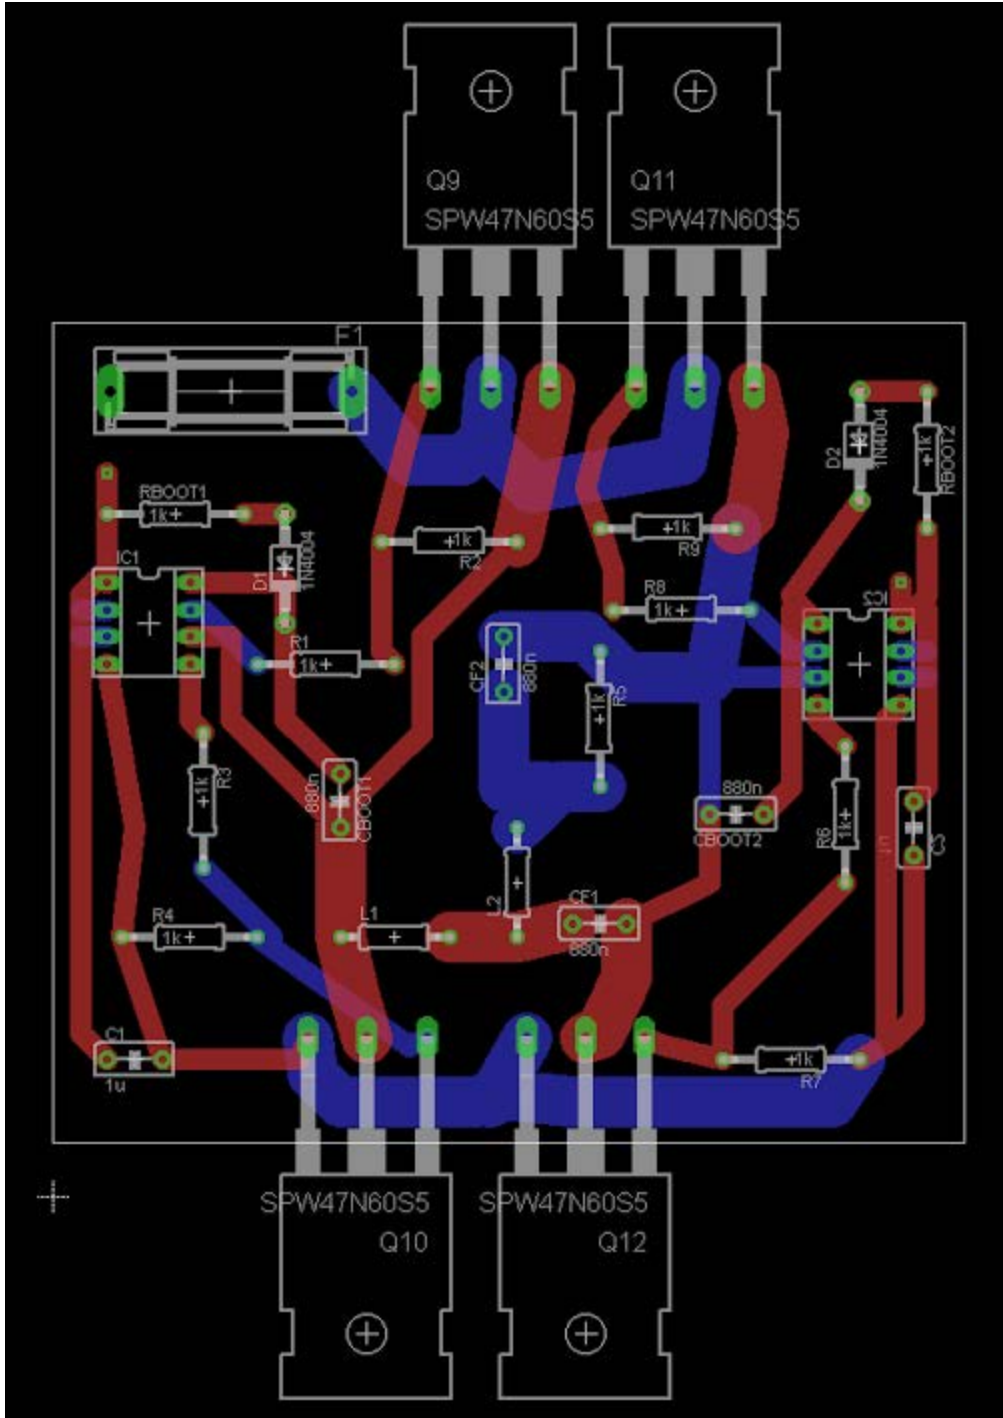 Q9
SPW47N60S5
Q11
SPW47N60S5
F1
RBOOT1
1k
IC1
D1
1N4004
R2
1k
R9
1k
R8
1k
D2
1N4004
1k
RBOOT2
IC2
R1
1k
CF2
880n
R5
1k
R3
1k
880n
CBOOT1
880n
CBOOT2
R6
1k
C2
R4
1k
L1
L2
CF1
880n
C1
1u
1k
R7
SPW47N60S5
Q10
SPW47N60S5
Q12